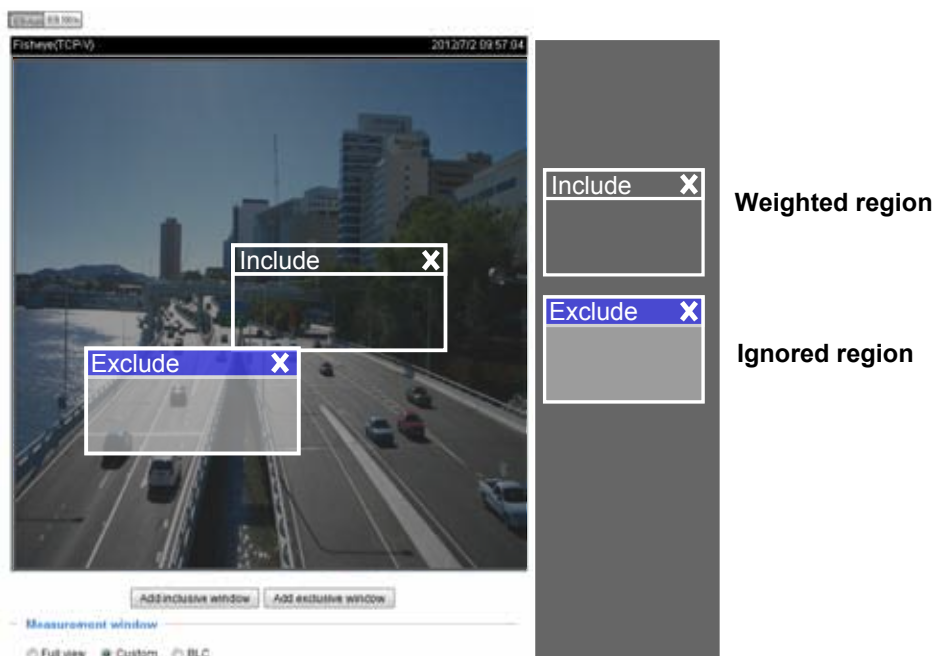 Fisheye(TCP-V) 2012/7/2 09:57:04
Include
Weighted region
Include
Exclude
Ignored region
Exclude
Add inclusive window Add exclusive window
Measurement window
Full view Custom BLC